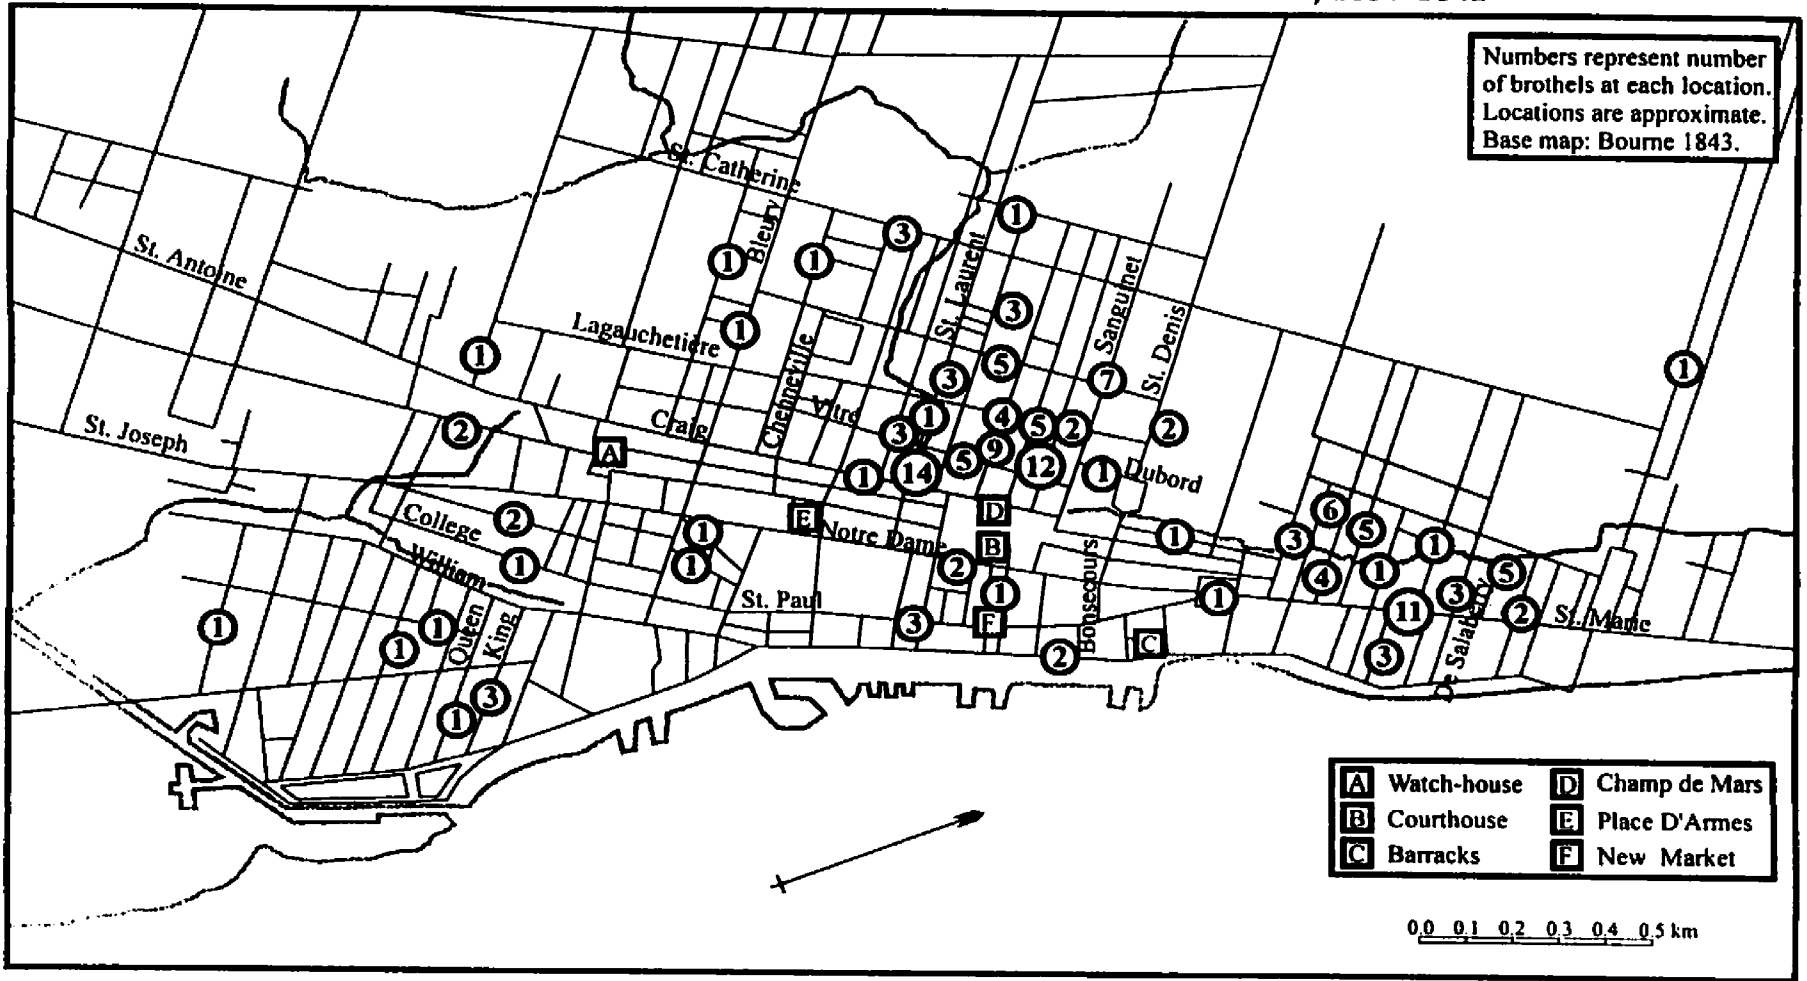 Numbers represent number
of brothels at each location.
Locations are approximate.
Base map: Bourne 1843.
St. Catherine
1
3
Bleury
1
1
St. Antoine
St. Laurent
Sanguinet
3
St. Denis
Lagauchetière
1
1
Chenneville
5
1
3
7
Vitré
1
4
5
2
2
Craig
St. Joseph
2
3
9
A
5
12
1
14
1
Dubord
College
2
E
D
6
1
Notre Dame
B
1
3
5
1
William
1
1
2
Bonsecours
4
1
5
St. Paul
1
1
3
Queen
King
1
1
3
F
11
2
St. Marie
1
2
C
3
De Salaberry
3
1
A Watch-house
D Champ de Mars
B Courthouse
E Place D'Armes
C Barracks
F New Market
0.0 0.1 0.2 0.3 0.4 0.5 km